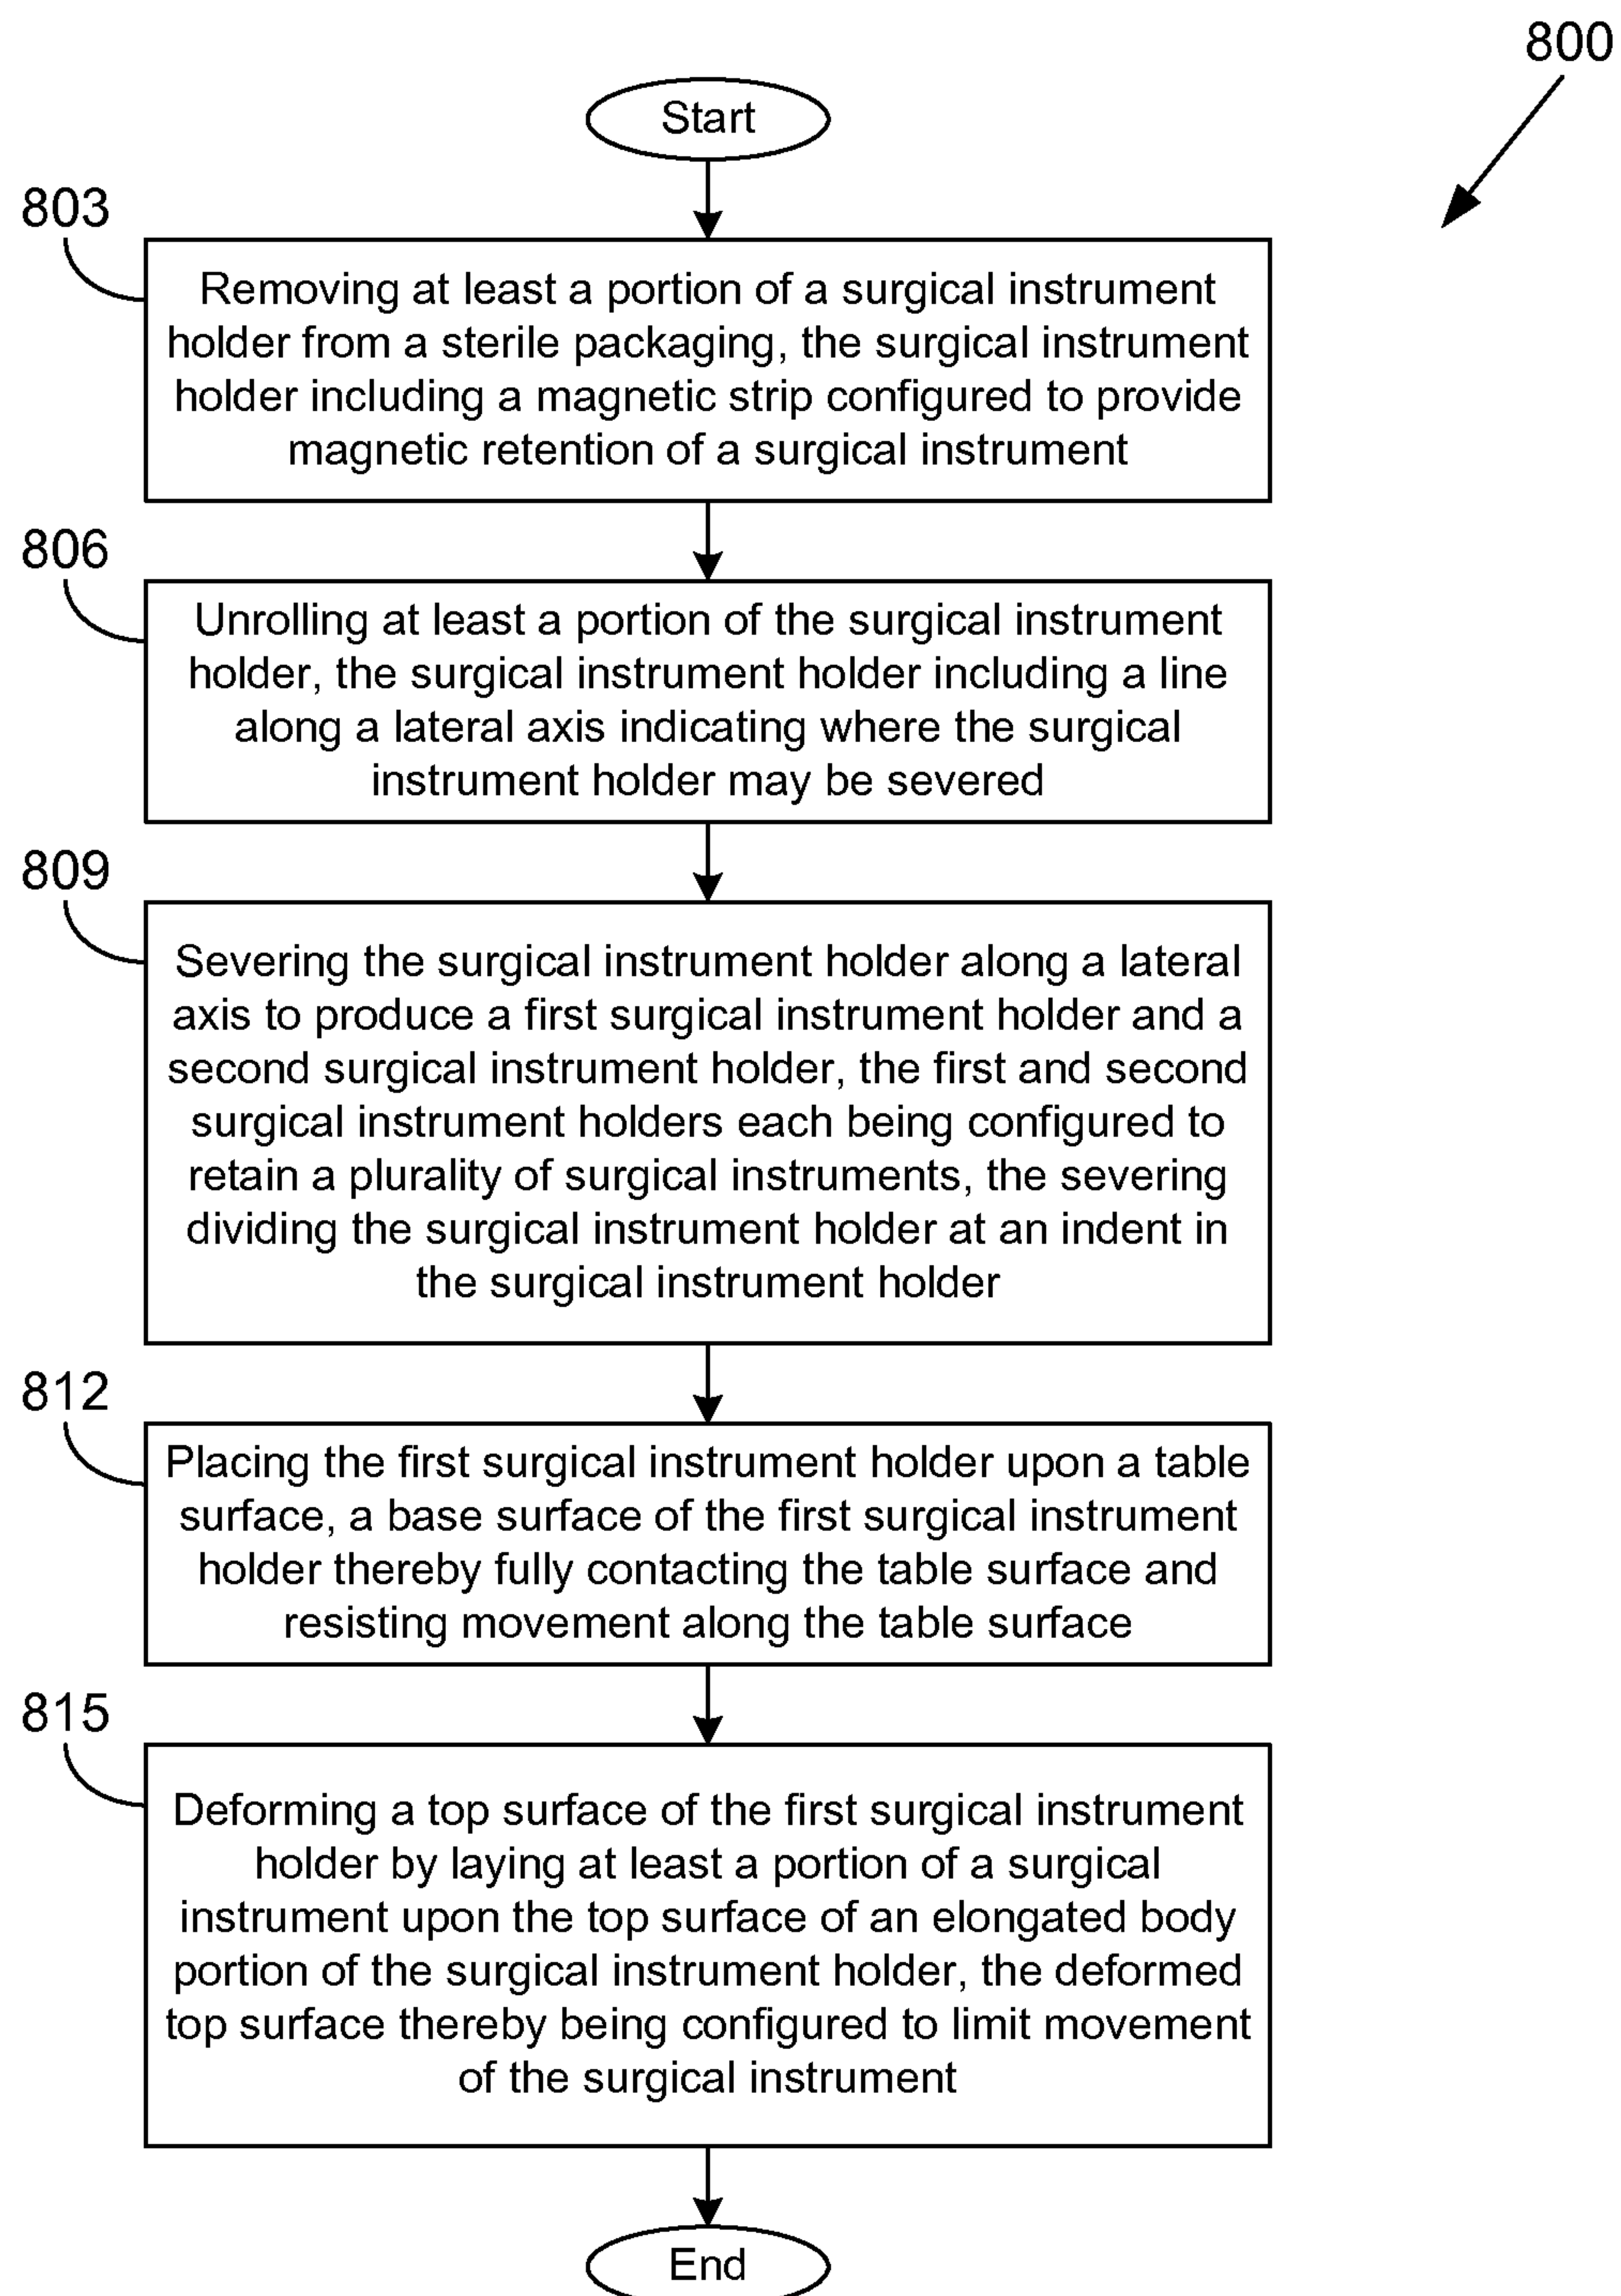 800
Start
803
Removing at least a portion of a surgical instrument
holder from a sterile packaging, the surgical instrument
holder including a magnetic strip configured to provide
magnetic retention of a surgical instrument
806
Unrolling at least a portion of the surgical instrument
holder, the surgical instrument holder including a line
along a lateral axis indicating where the surgical
instrument holder may be severed
809
Severing the surgical instrument holder along a lateral
axis to produce a first surgical instrument holder and a
second surgical instrument holder, the first and second
surgical instrument holders each being configured to
retain a plurality of surgical instruments, the severing
dividing the surgical instrument holder at an indent in
the surgical instrument holder
812
Placing the first surgical instrument holder upon a table
surface, a base surface of the first surgical instrument
holder thereby fully contacting the table surface and
resisting movement along the table surface
815
Deforming a top surface of the first surgical instrument
holder by laying at least a portion of a surgical
instrument upon the top surface of an elongated body
portion of the surgical instrument holder, the deformed
top surface thereby being configured to limit movement
of the surgical instrument
End